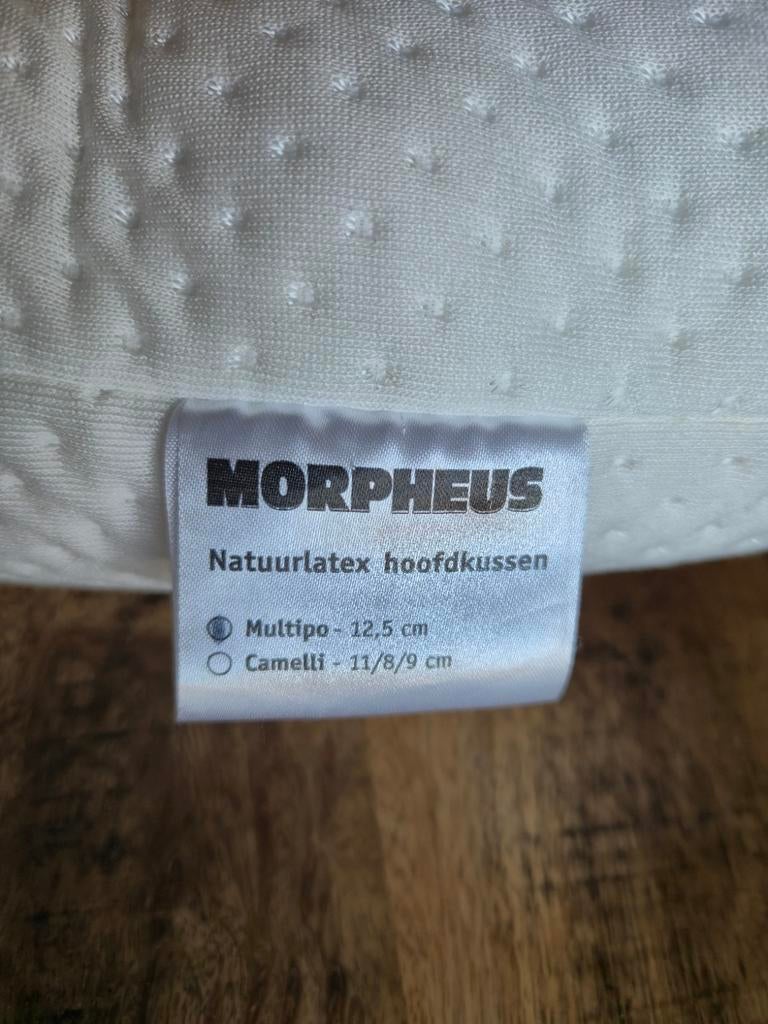 MORPHEUS
Natuurlatex hoofdkussen
Multipo - 12,5 cm
Camelli - 11/8/9 cm